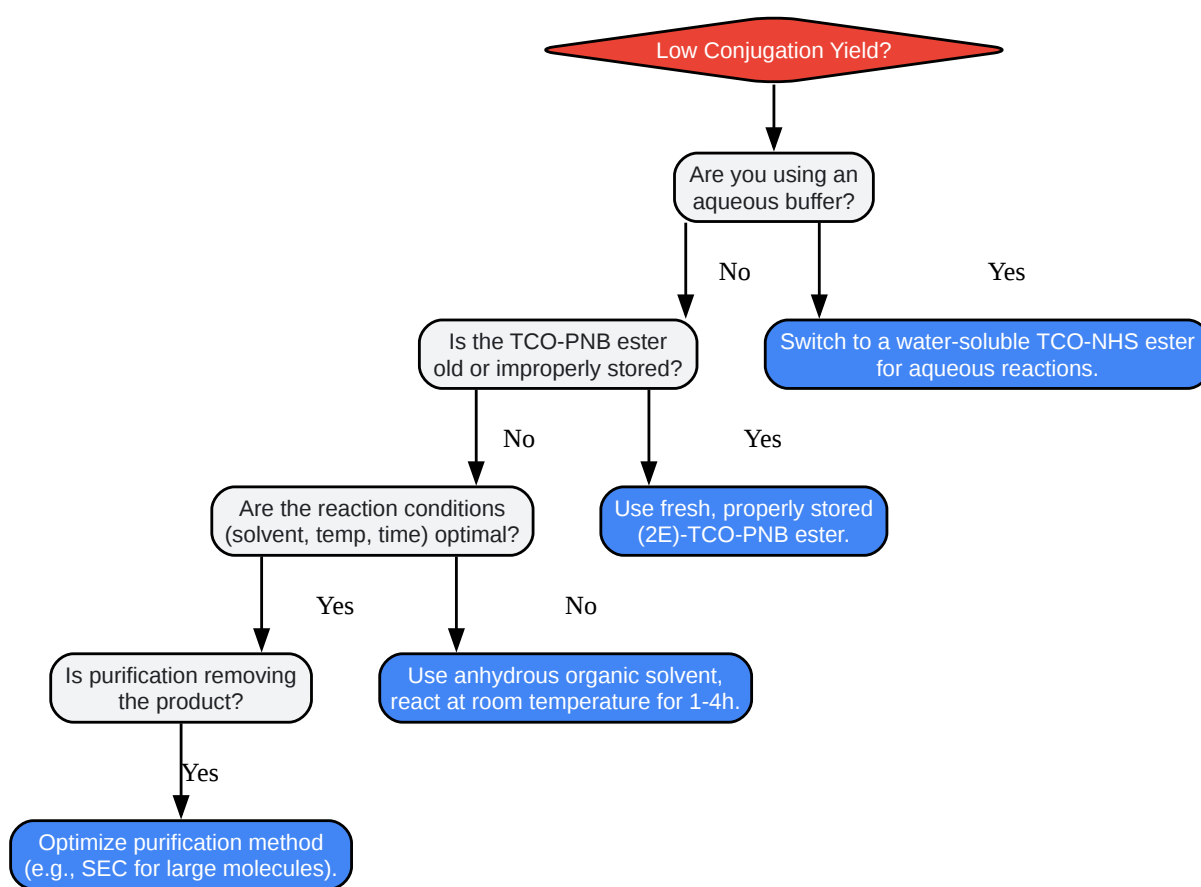 Low Conjugation Yield?
Are you using an
aqueous buffer?
No
Yes
Is the TCO-PNB ester
old or improperly stored?
Switch to a water-soluble TCO-NHS ester
for aqueous reactions.
No
Yes
Are the reaction conditions
(solvent, temp, time) optimal?
Use fresh, properly stored
(2E)-TCO-PNB ester.
Yes
No
Is purification removing
the product?
Use anhydrous organic solvent,
react at room temperature for 1-4h.
Yes
Optimize purification method
(e.g., SEC for large molecules).